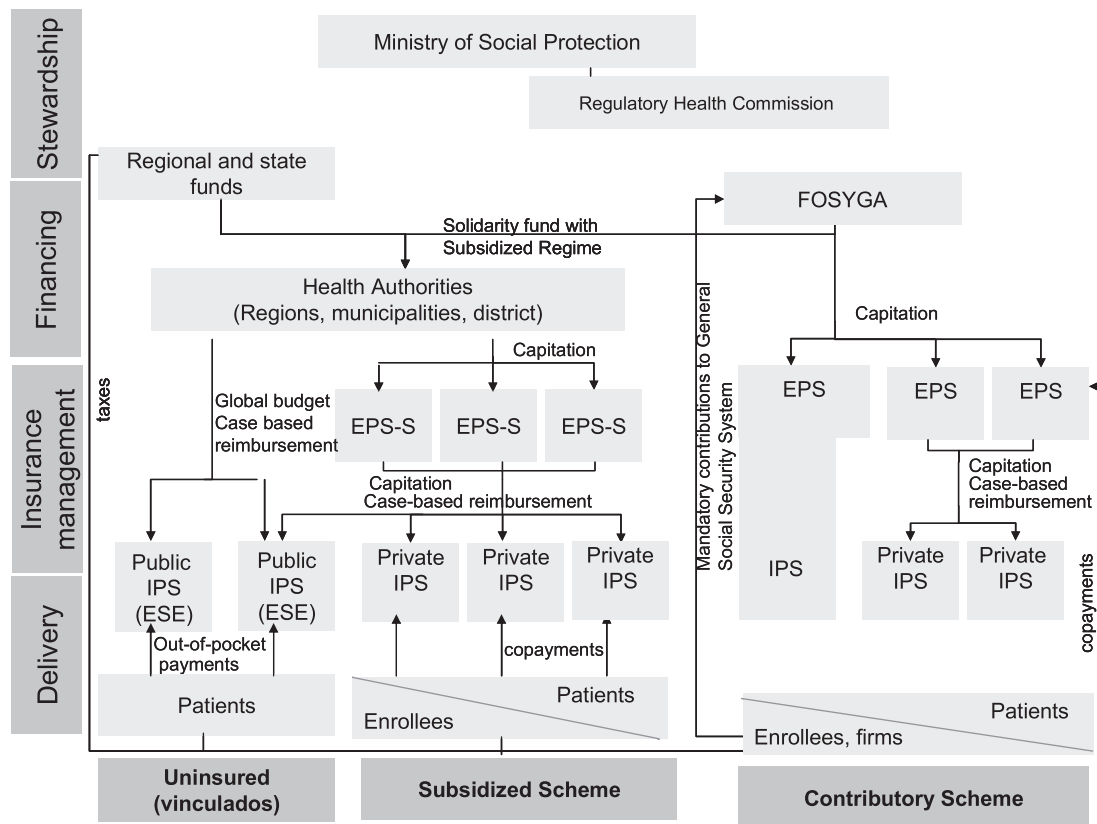 Stewardship
Ministry of Social Protection
Regulatory Health Commission
Regional and state
funds
Financing
FOSYGA
Solidarity fund with
Subsidized Regime
Health Authorities
(Regions, municipalities, district)
Mandatory contributions to General
Social Security System
Capitation
Capitation
Insurance
management
taxes
Global budget
Case based
reimbursement
EPS-S
EPS-S
EPS-S
EPS
EPS
EPS
Capitation
Case-based reimbursement
Capitation
Case-based
reimbursement
Public
IPS
(ESE)
Public
IPS
(ESE)
Private
IPS
Private
IPS
Private
IPS
IPS
Private
IPS
Private
IPS
copayments
Delivery
Out-of-pocket
payments
copayments
Patients
Patients
Enrollees
Patients
Enrollees, firms
Uninsured
(vinculados)
Subsidized Scheme
Contributory Scheme